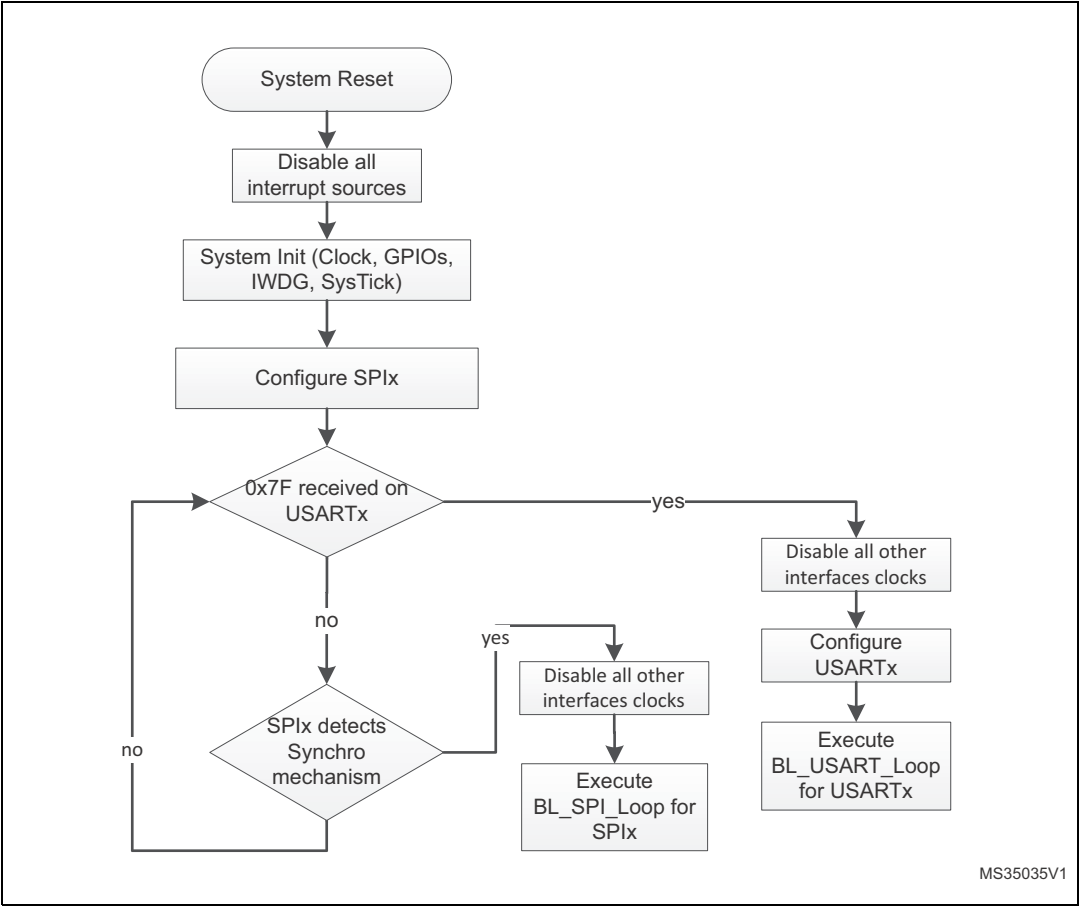 System Reset
Disable all
interrupt sources
System Init (Clock, GPIOs,
IWDG, SysTick)
Configure SPIx
0x7F received on
USARTx
yes
Disable all other
interfaces clocks
Configure
USARTx
Execute
BL_USART_Loop
for USARTx
no
SPIx detects
Synchro
mechanism
yes
Disable all other
interfaces clocks
Execute
BL_SPI_Loop for
SPIx
no
MS35035V1